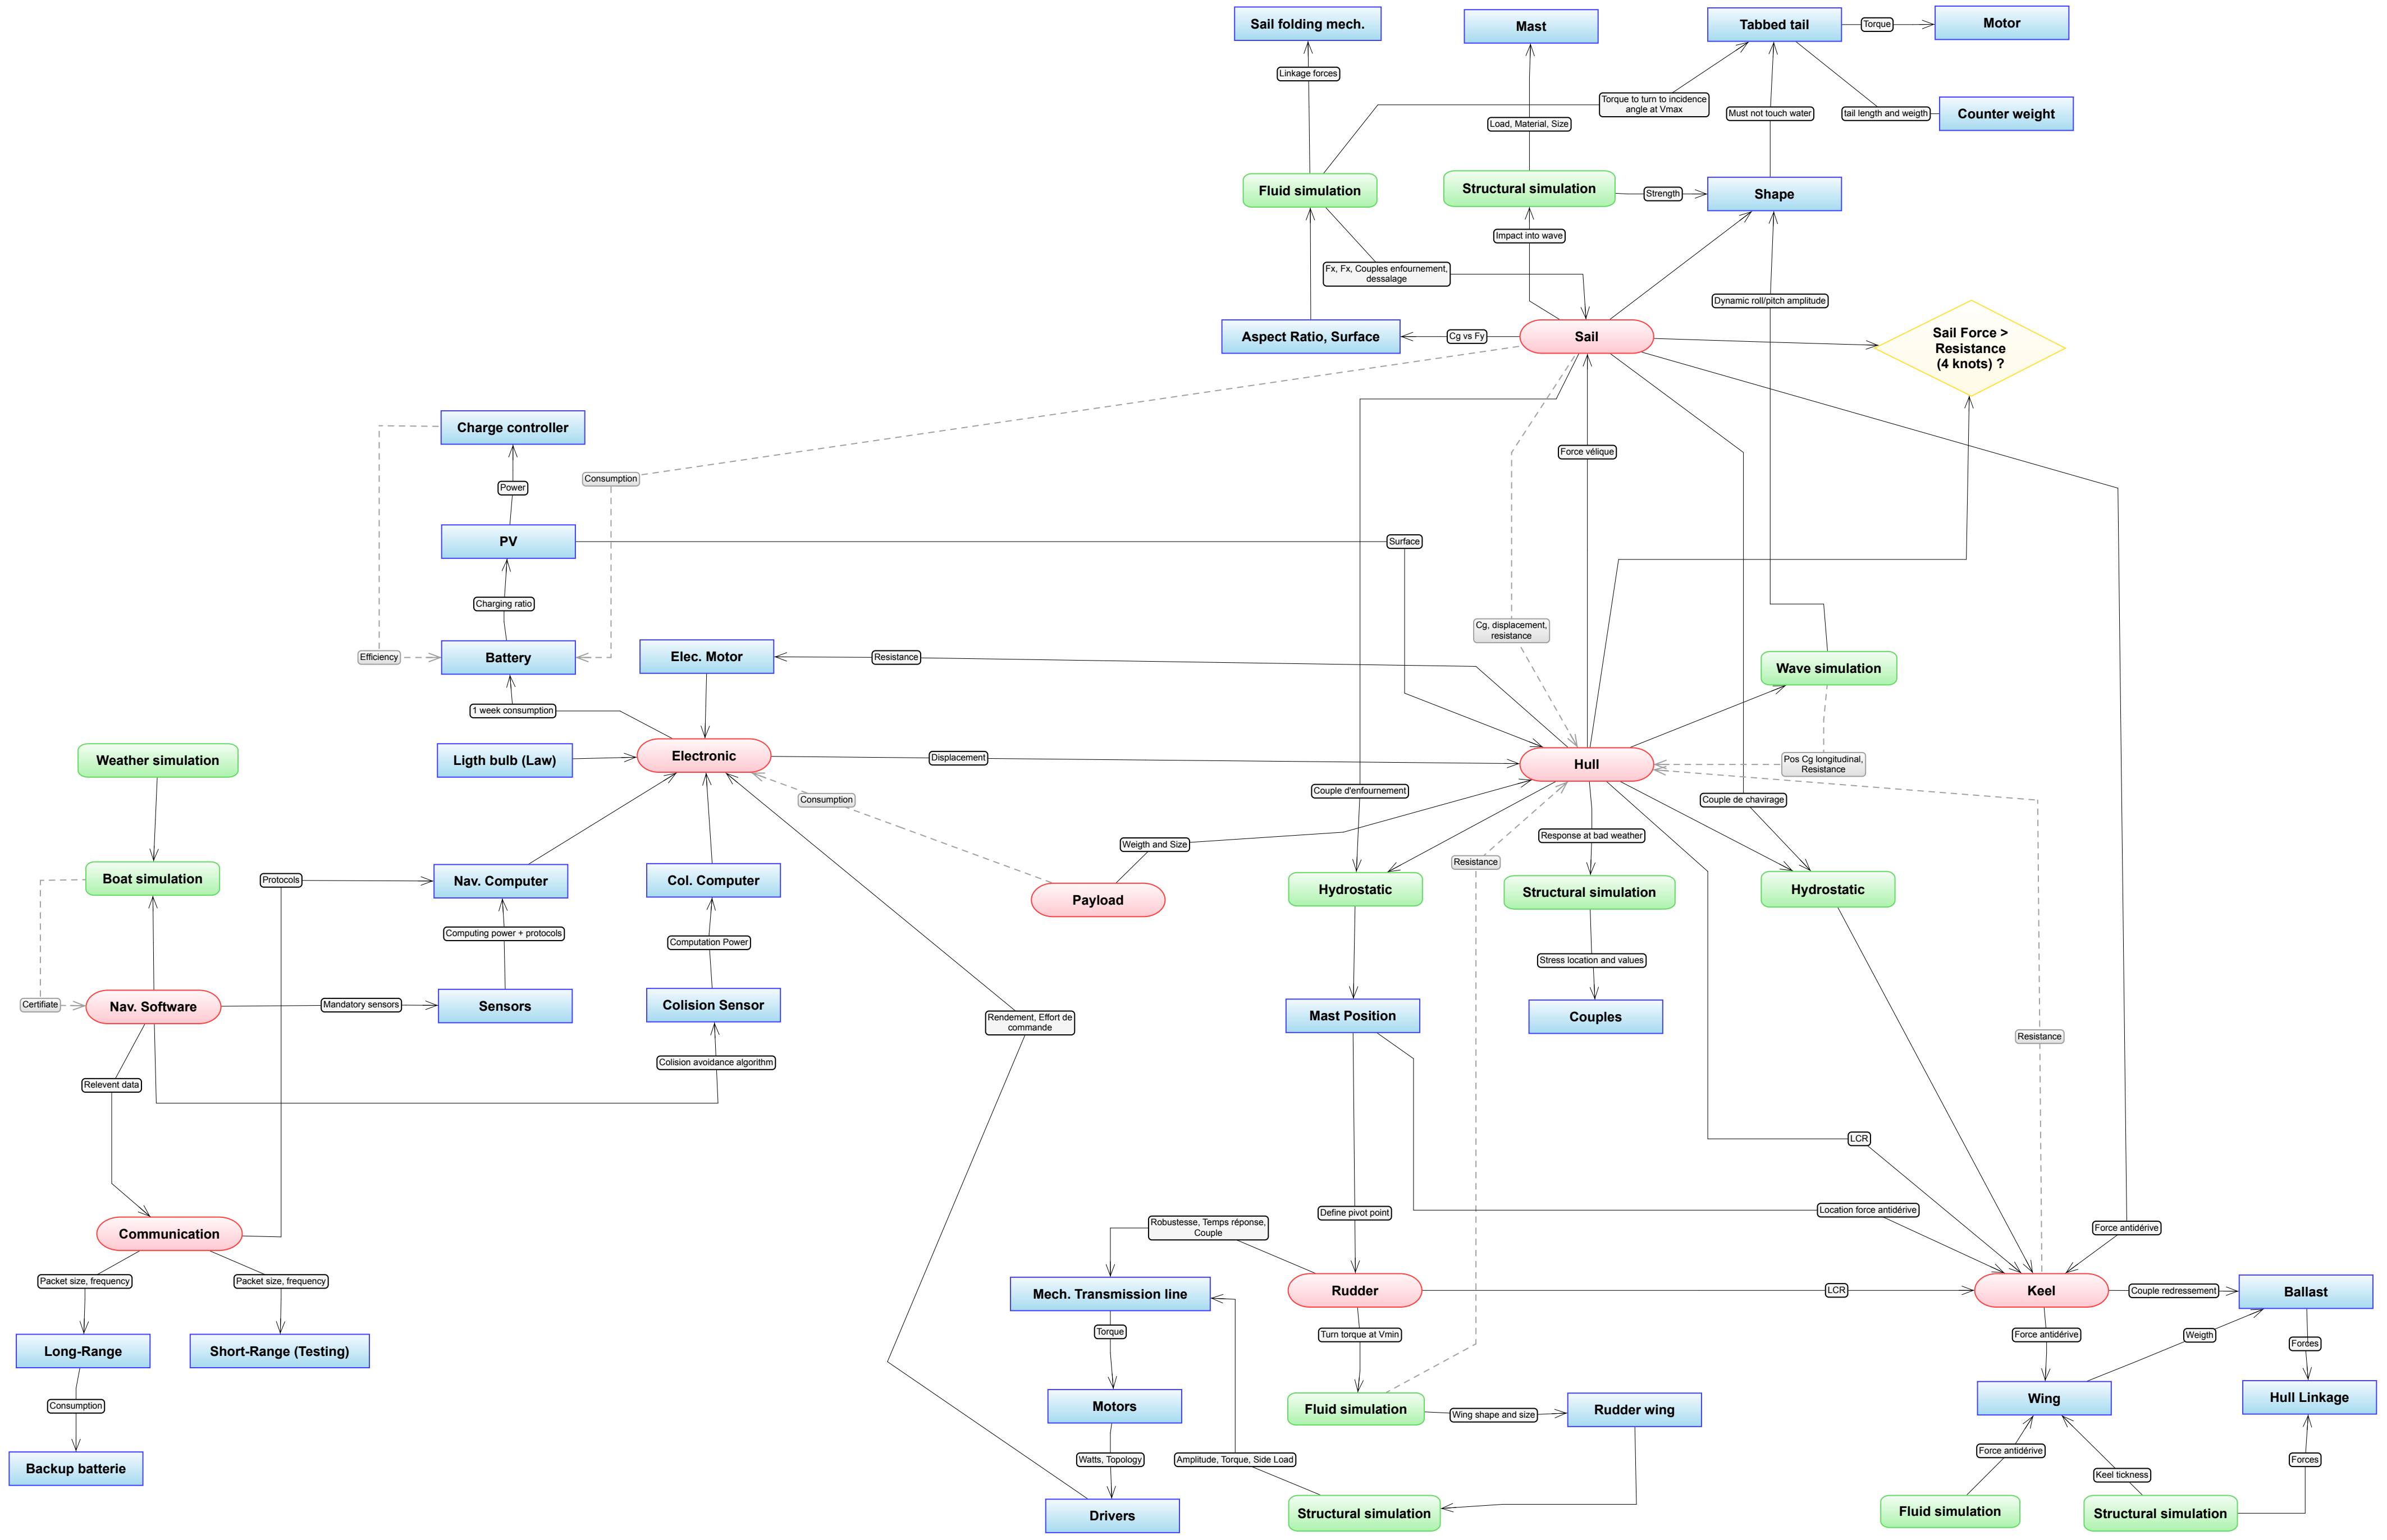 Sail folding mech.
Mast
Tabbed tail
Torque
Motor
Linkage forces
Torque to turn to incidence
angle at Vmax
Load, Material, Size
Must not touch water
tail length and weigth
Counter weight
Fluid simulation
Structural simulation
Strength
Shape
Impact into wave
Fx, Fx, Couples enfournement,
dessalage
Dynamic roll/pitch amplitude
Aspect Ratio, Surface
Cg vs Fy
Sail
Sail Force >
Resistance
(4 knots) ?
Charge controller
Force vélique
Consumption
Power
PV
Surface
Charging ratio
Cg, displacement,
resistance
Efficiency
Battery
Elec. Motor
Resistance
Wave simulation
1 week consumption
Weather simulation
Ligth bulb (Law)
Electronic
Displacement
Hull
Pos Cg longitudinal,
Resistance
Consumption
Couple d'enfournement
Couple de chavirage
Response at bad weather
Weigth and Size
Resistance
Boat simulation
Protocols
Nav. Computer
Col. Computer
Payload
Hydrostatic
Structural simulation
Hydrostatic
Computing power + protocols
Computation Power
Stress location and values
Certifiate
Nav. Software
Mandatory sensors
Sensors
Colision Sensor
Rendement, Effort de
commande
Mast Position
Couples
Resistance
Colision avoidance algorithm
Relevent data
LCR
Define pivot point
Location force antidérive
Robustesse, Temps réponse,
Couple
Force antidérive
Communication
Packet size, frequency
Packet size, frequency
Mech. Transmission line
Rudder
LCR
Keel
Couple redressement
Ballast
Torque
Turn torque at Vmin
Force antidérive
Weigth
Forces
Long-Range
Short-Range (Testing)
Consumption
Motors
Fluid simulation
Wing shape and size
Rudder wing
Wing
Hull Linkage
Watts, Topology
Amplitude, Torque, Side Load
Force antidérive
Keel tickness
Forces
Backup batterie
Drivers
Structural simulation
Fluid simulation
Structural simulation